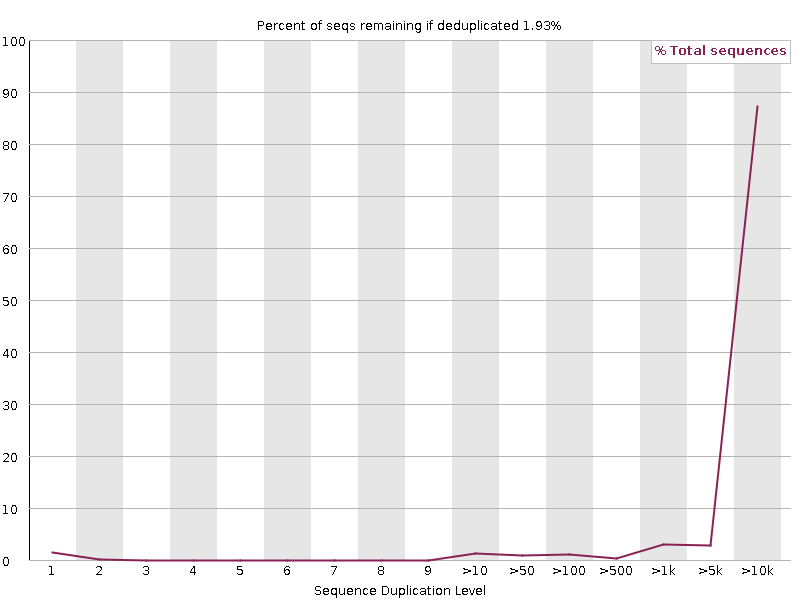 Percent of seqs remaining if deduplicated 1.93%
% Total sequences
100
90
80
70
60
50
40
30
20
10
0
1 2 3 4 5 6 7 8 9 >10 >50 >100 >500 >1k >5k >10k
Sequence Duplication Level